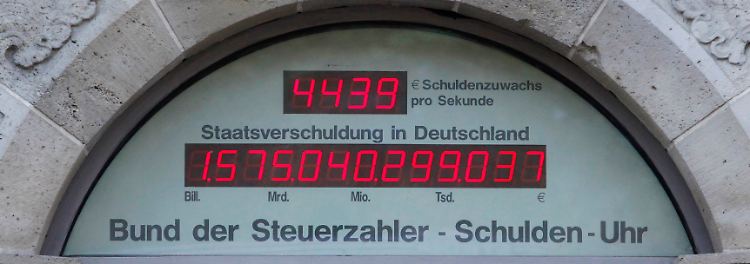 4439 € Schuldenzuwachs
pro Sekunde
Staatsverschuldung in Deutschland
1.575.040.299.037
Bill. Mrd. Mio. Tsd. €
Bund der Steuerzahler - Schulden - Uhr